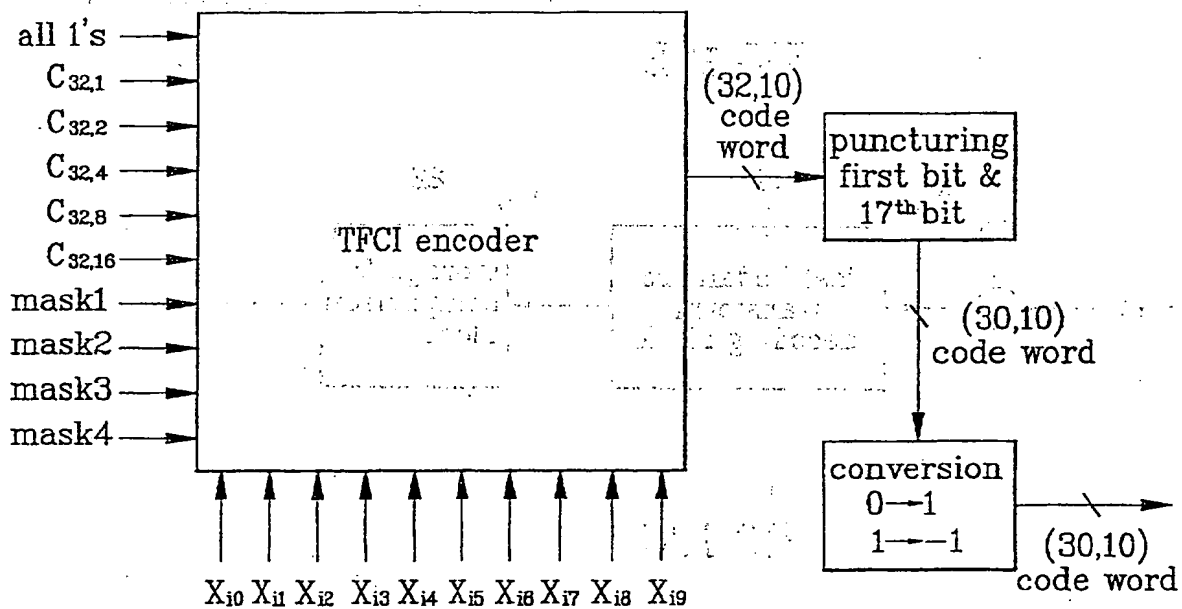 all 1's
C32,1
C32,2
C32,4
C32,8
C32,16
mask1
mask2
mask3
mask4
TFCI encoder
Xi0 Xi1 Xi2 Xi3 Xi4 Xi5 Xi6 Xi7 Xi8 Xi9
(32,10)
code
word
puncturing
first bit &
17th bit
(30,10)
code word
conversion
0→1
1→-1
(30,10)
code word